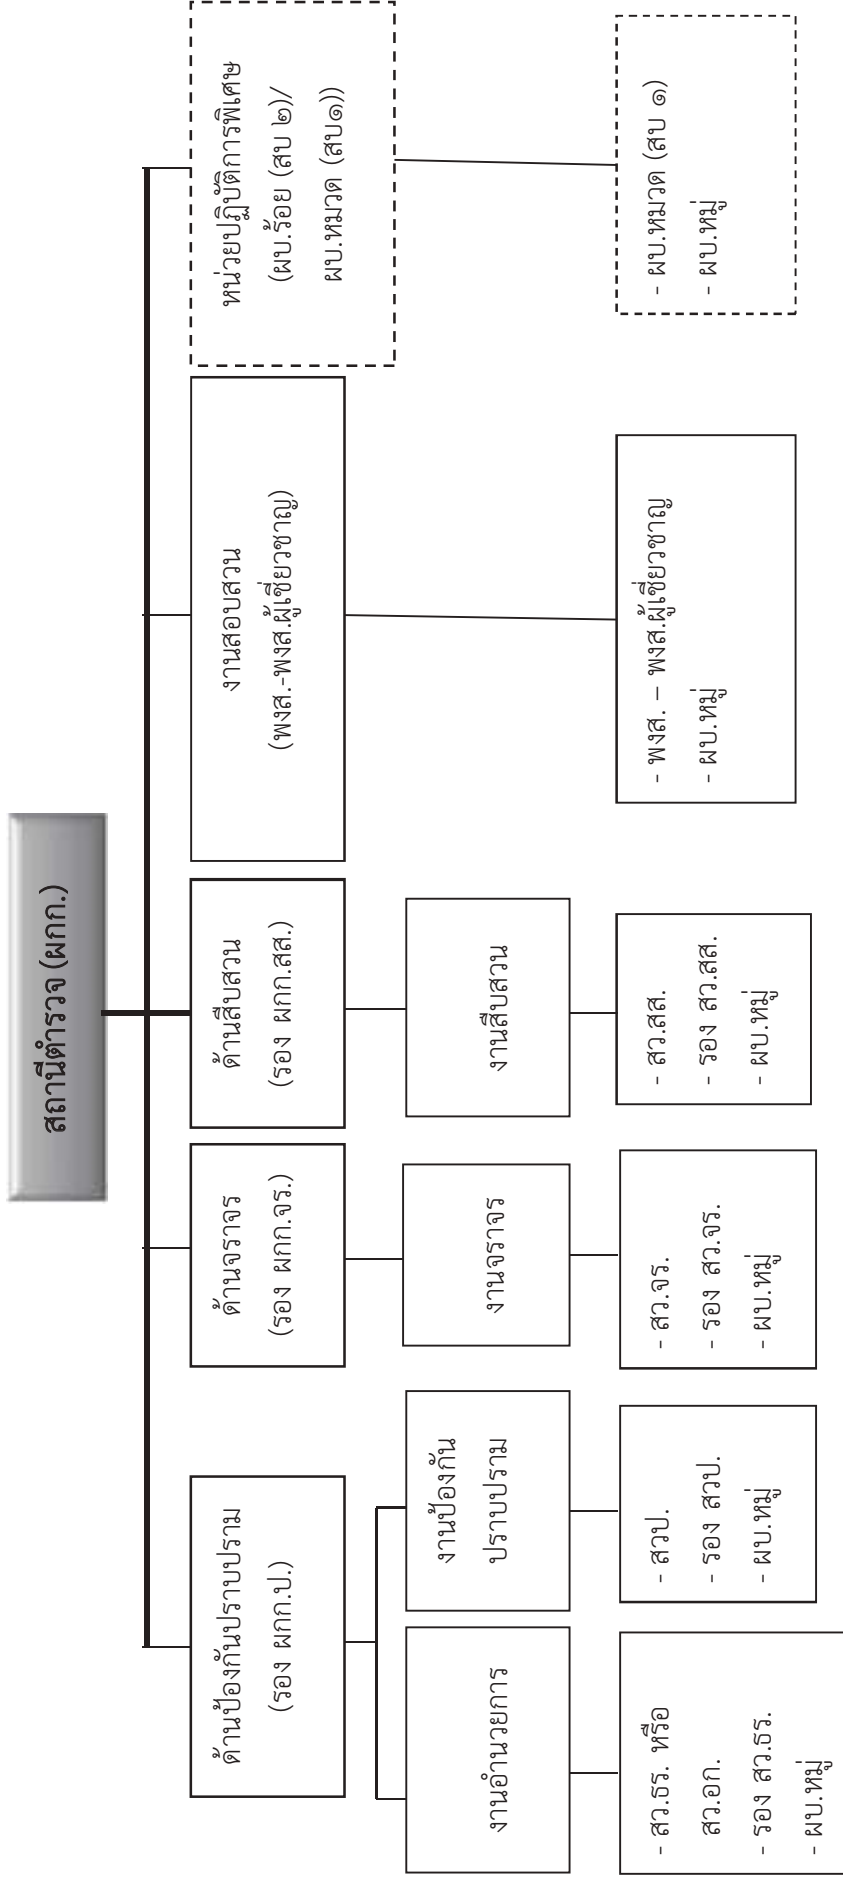 สถานีตำรวจ (ผกก.)
ด้านป้องกันปราบปราม
(รอง ผกก.ป.)
ด้านจราจร
(รอง ผกก.จร.)
ด้านสืบสวน
(รอง ผกก.สส.)
งานสอบสวน
(พงส.-พงส.ผู้เชี่ยวชาญ)
หน่วยปฏิบัติการพิเศษ
(ผบ.ร้อย (สบ ๒)/
ผบ.หมวด (สบ๑))
งานอำนวยการ
งานป้องกัน
ปราบปราม
งานจราจร
งานสืบสวน
- สว.ธร. หรือ
สว.อก.
- รอง สว.ธร.
- ผบ.หมู่
- สวป.
- รอง สวป.
- ผบ.หมู่
- สว.จร.
- รอง สว.จร.
- ผบ.หมู่
- สว.สส.
- รอง สว.สส.
- ผบ.หมู่
- พงส. – พงส.ผู้เชี่ยวชาญ
- ผบ.หมู่
- ผบ.หมวด (สบ ๑)
- ผบ.หมู่